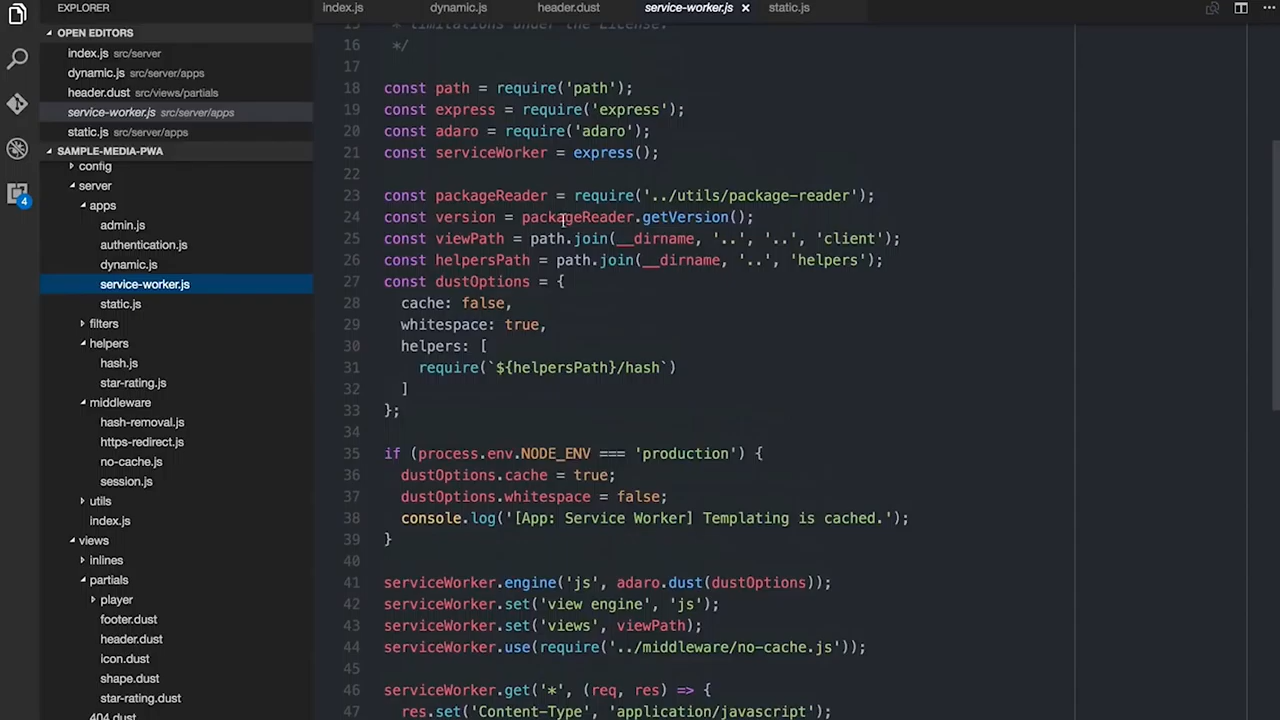 EXPLORER
OPEN EDITORS
index.js src/server
dynamic.js src/server/apps
header.dust src/views/partials
service-worker.js src/server/apps
static.js src/server/apps
SAMPLE-MEDIA-PWA
config
server
apps
admin.js
authentication.js
dynamic.js
service-worker.js
static.js
filters
helpers
hash.js
star-rating.js
middleware
hash-removal.js
https-redirect.js
no-cache.js
session.js
utils
index.js
views
inlines
partials
player
footer.dust
header.dust
icon.dust
shape.dust
star-rating.dust
404.dust
4
index.js dynamic.js header.dust service-worker.js × static.js
15 * limitations under the License.
16 */
17
18 const path = require('path');
19 const express = require('express');
20 const adaro = require('adaro');
21 const serviceWorker = express();
22
23 const packageReader = require('../utils/package-reader');
24 const version = packageReader.getVersion();
25 const viewPath = path.join(__dirname, '..', '..', 'client');
26 const helpersPath = path.join(__dirname, '..', 'helpers');
27 const dustOptions = {
28 cache: false,
29 whitespace: true,
30 helpers: [
31 require(`${helpersPath}/hash`)
32 ]
33 };
34
35 if (process.env.NODE_ENV === 'production') {
36 dustOptions.cache = true;
37 dustOptions.whitespace = false;
38 console.log('[App: Service Worker] Templating is cached.');
39 }
40
41 serviceWorker.engine('js', adaro.dust(dustOptions));
42 serviceWorker.set('view engine', 'js');
43 serviceWorker.set('views', viewPath);
44 serviceWorker.use(require('../middleware/no-cache.js'));
45
46 serviceWorker.get('*', (req, res) => {
47 res.set('Content-Type', 'application/javascript');